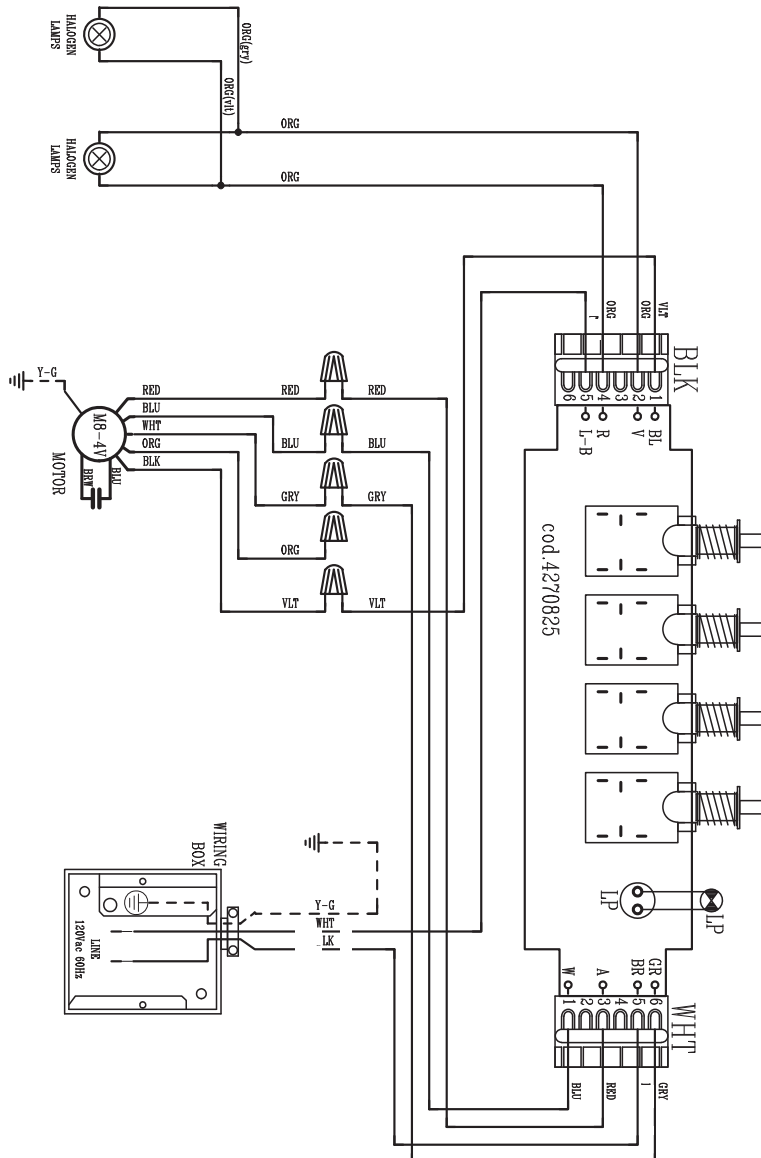 HALOGEN
LAMPS
ORG(gry)
ORG(vlt)
HALOGEN
LAMPS
ORG
ORG
VLT
ORG
ORG
BLK
1
2
3
4
5
6
BL
V
R
L-B
Y-G
RED
BLU
WHT
ORG
BLK
M8-4V
MOTOR
BRW
BLU
RED
RED
BLU
BLU
GRY
GRY
ORG
VLT
VLT
cod.4270825
LP
LP
WIRING
BOX
LINE
120Vac 60Hz
Y-G
WHT
LK
W
A
BR
GR
1
2
3
4
5
6
WHT
BLU
RED
GRY